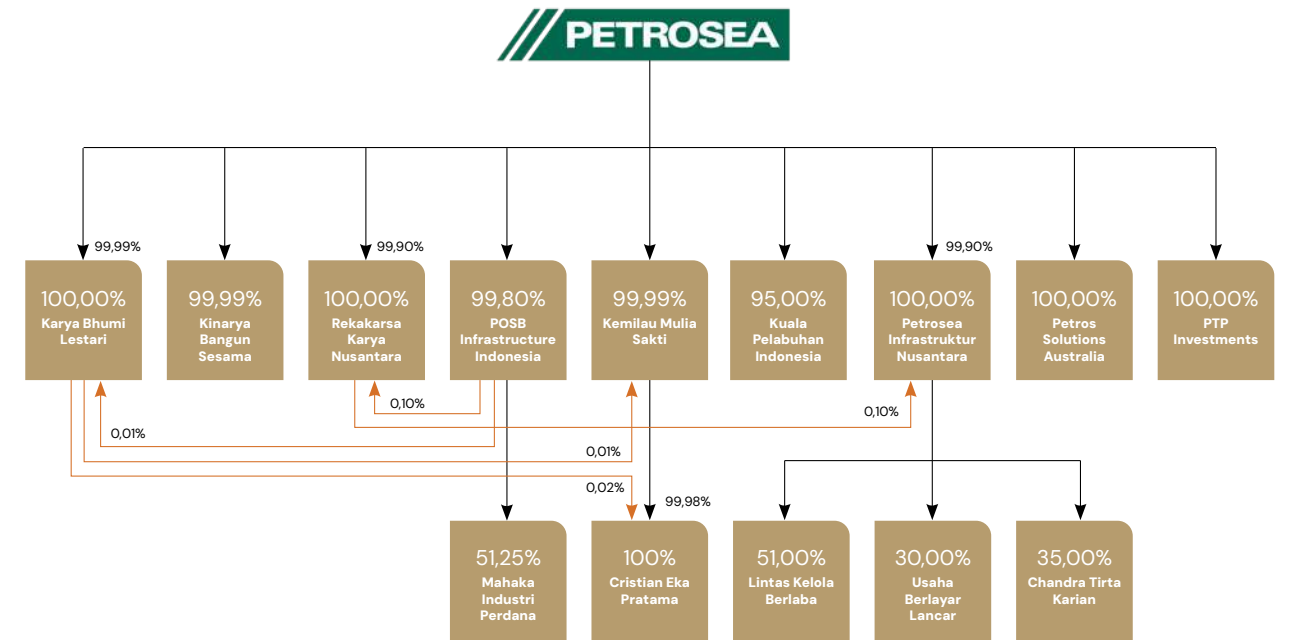 PETROSEA
99,99%
99,90%
99,90%
100,00%
Karya Bhumi
Lestari
99,99%
Kinarya
Bangun
Sesama
100,00%
Rekakarsa
Karya
Nusantara
99,80%
POSB
Infrastructure
Indonesia
99,99%
Kemilau Mulia
Sakti
95,00%
Kuala
Pelabuhan
Indonesia
100,00%
Petrosea
Infrastruktur
Nusantara
100,00%
Petros
Solutions
Australia
100,00%
PTP
Investments
0,10%
0,10%
0,01%
0,01%
0,02%
99,98%
51,25%
Mahaka
Industri
Perdana
100%
Cristian Eka
Pratama
51,00%
Lintas Kelola
Berlaba
30,00%
Usaha
Berlayar
Lancar
35,00%
Chandra Tirta
Karian